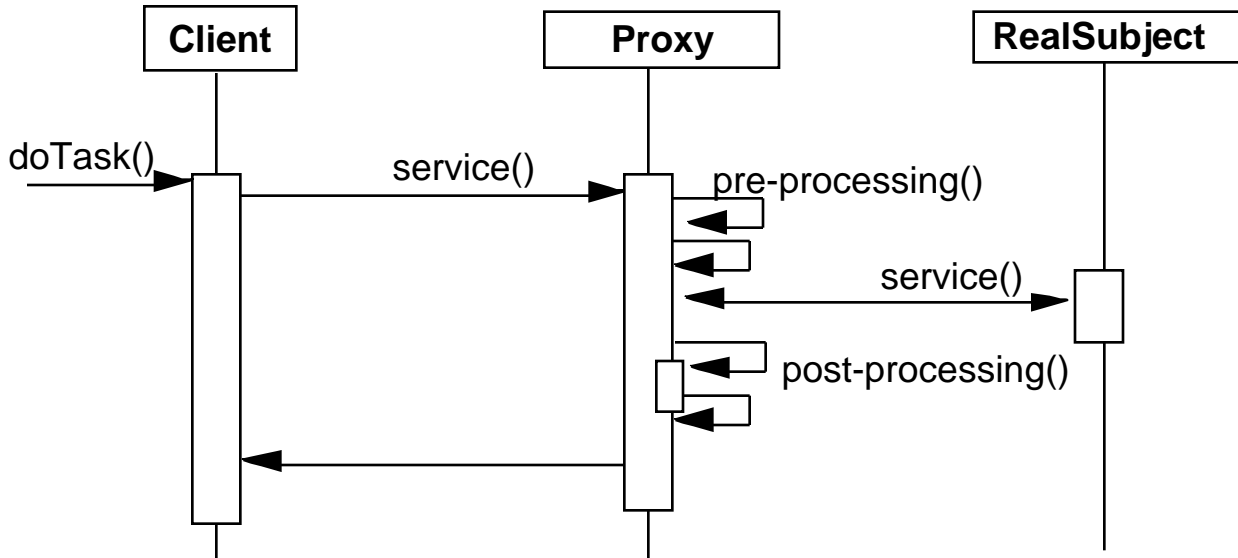 Client
Proxy
RealSubject
doTask()
service()
pre-processing()
service()
post-processing()